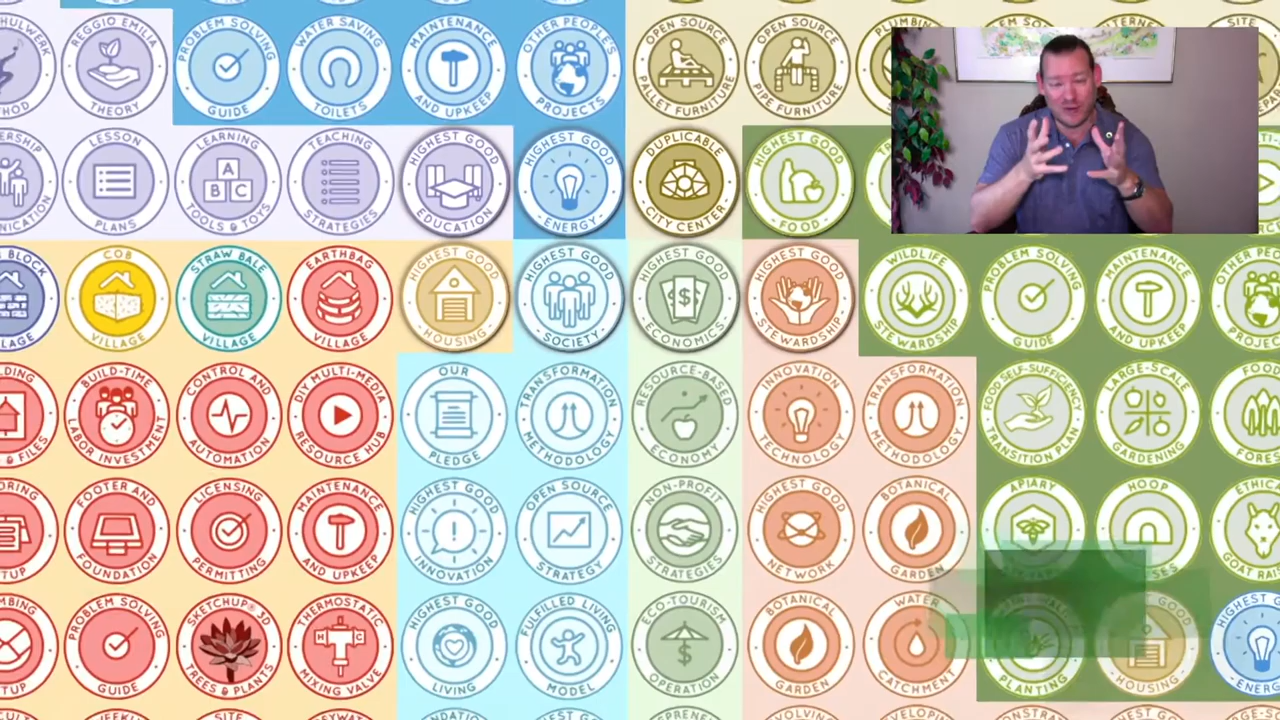 REGGIO EMILIA THEORY
PROBLEM SOLVING GUIDE
WATER SAVING TOILETS
MAINTENANCE AND UPKEEP
OTHER PEOPLE'S PROJECTS
OPEN SOURCE PALLET FURNITURE
OPEN SOURCE PIPE FURNITURE
LESSON PLANS
LEARNING TOOLS & TOYS
A B C
TEACHING STRATEGIES
HIGHEST GOOD EDUCATION
HIGHEST GOOD ENERGY
DUPLICABLE CITY CENTER
HIGHEST GOOD FOOD
BLOCK
COB VILLAGE
STRAW BALE VILLAGE
EARTHBAG VILLAGE
HIGHEST GOOD HOUSING
HIGHEST GOOD SOCIETY
HIGHEST GOOD ECONOMICS
HIGHEST GOOD STEWARDSHIP
WILDLIFE STEWARDSHIP
PROBLEM SOLVING GUIDE
MAINTENANCE AND UPKEEP
& FILES
BUILD-TIME LABOR INVESTMENT
CONTROL AND AUTOMATION
DIY MULTI-MEDIA RESOURCE HUB
OUR PLEDGE
TRANSFORMATION METHODOLOGY
RESOURCE-BASED ECONOMY
INNOVATION TECHNOLOGY
TRANSFORMATION METHODOLOGY
FOOD SELF-SUFFICIENCY TRANSITION PLAN
LARGE-SCALE GARDENING
FOOD
FOOTER AND FOUNDATION
LICENSING PERMITTING
MAINTENANCE AND UPKEEP
HIGHEST GOOD INNOVATION
OPEN SOURCE STRATEGY
NON-PROFIT STRATEGIES
HIGHEST GOOD NETWORK
BOTANICAL GARDEN
APIARY
HOOP
PROBLEM SOLVING GUIDE
SKETCHUP® 3D TREES & PLANTS
THERMOSTATIC MIXING VALVE
H C
HIGHEST GOOD LIVING
FULFILLED LIVING MODEL
ECO-TOURISM OPERATION
BOTANICAL GARDEN
WATER CATCHMENT
PLANTING
HOUSING